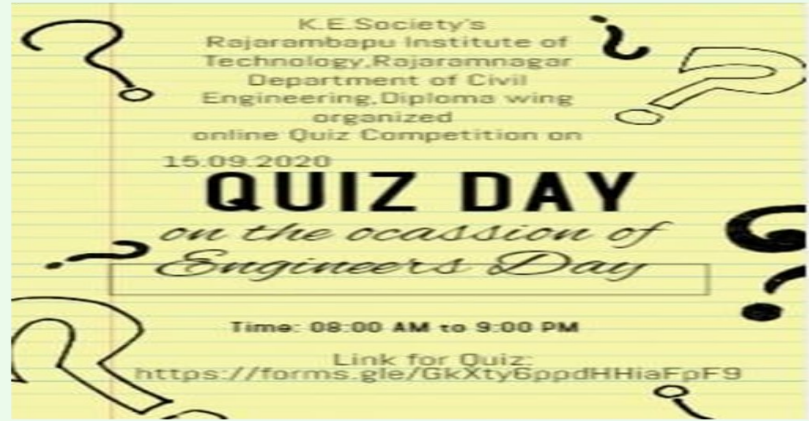 K.E.Society's
Rajarambapu Institute of
Technology,Rajaramnagar
Department of Civil
Engineering,Diploma wing
organized
online Quiz Competition on
15.09.2020
QUIZ DAY
on the ocassion of
Engineers Day
Time: 08:00 AM to 9:00 PM
Link for Quiz:
https://forms.gle/GkXty6ppdHHiaFpF9